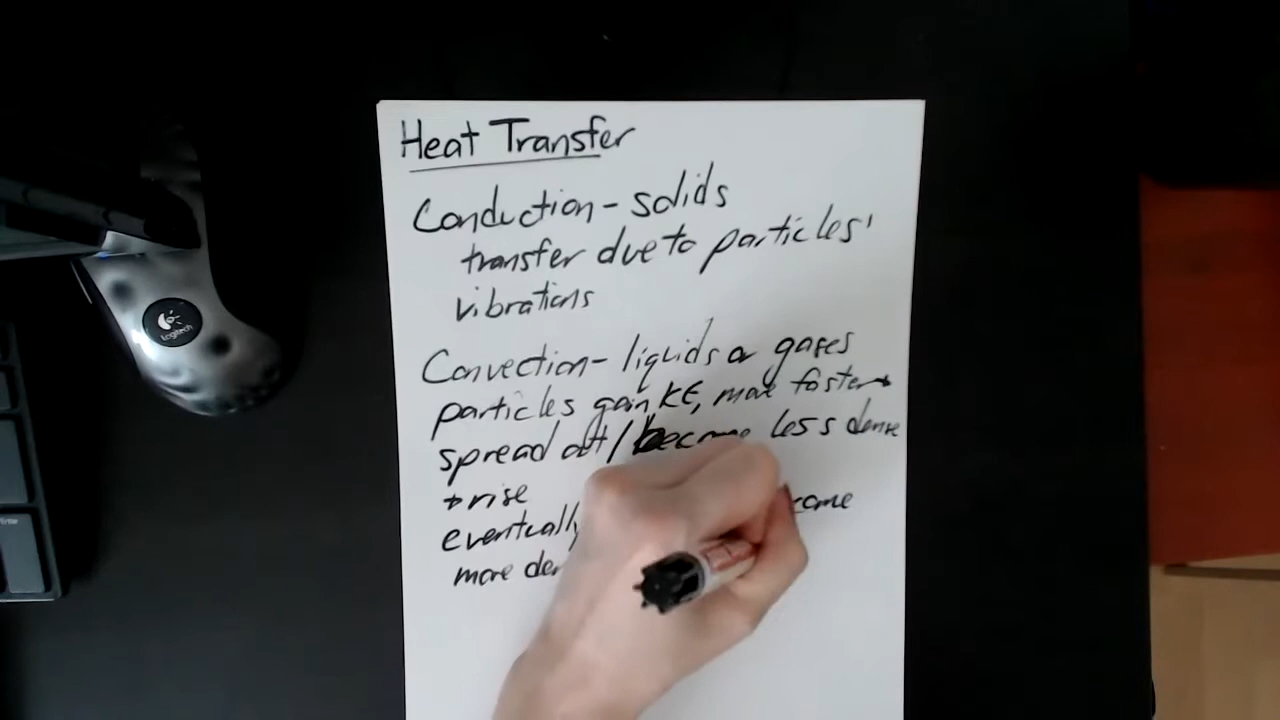 Heat Transfer
Conduction - solids
transfer due to particles'
vibrations
Convection - liquids or gases
particles gain KE, move faster +
spread out / become less dense
+ rise
eventually
more
Logitech